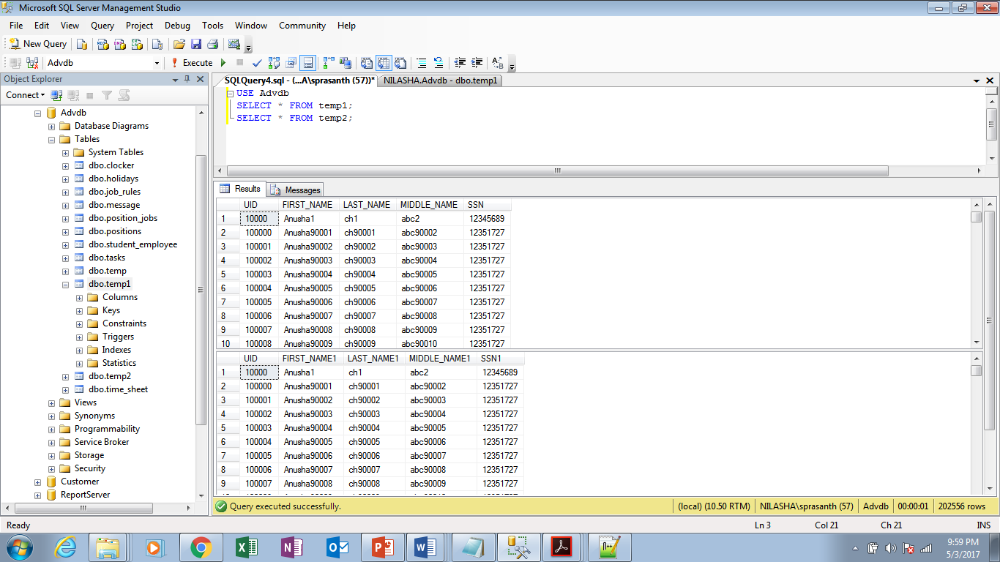 Microsoft SQL Server Management Studio
File Edit View Query Project Debug Tools Window Community Help
New Query
Advdb Execute
Object Explorer
Connect
Advdb
Database Diagrams
Tables
System Tables
dbo.clocker
dbo.holidays
dbo.job_rules
dbo.message
dbo.position_jobs
dbo.positions
dbo.student_employee
dbo.tasks
dbo.temp
dbo.temp1
Columns
Keys
Constraints
Triggers
Indexes
Statistics
dbo.temp2
dbo.time_sheet
Views
Synonyms
Programmability
Service Broker
Storage
Security
Customer
ReportServer
SQLQuery4.sql - (...A\sprasanth (57))* NILASHA.Advdb - dbo.temp1
USE Advdb
SELECT * FROM temp1;
SELECT * FROM temp2;
Results Messages
UID FIRST_NAME LAST_NAME MIDDLE_NAME SSN
1 10000 Anusha1 ch1 abc2 12345689
2 100000 Anusha90001 ch90001 abc90002 12351727
3 100001 Anusha90002 ch90002 abc90003 12351727
4 100002 Anusha90003 ch90003 abc90004 12351727
5 100003 Anusha90004 ch90004 abc90005 12351727
6 100004 Anusha90005 ch90005 abc90006 12351727
7 100005 Anusha90006 ch90006 abc90007 12351727
8 100006 Anusha90007 ch90007 abc90008 12351727
9 100007 Anusha90008 ch90008 abc90009 12351727
10 100008 Anusha90009 ch90009 abc90010 12351727
UID FIRST_NAME1 LAST_NAME1 MIDDLE_NAME1 SSN1
1 10000 Anusha1 ch1 abc2 12345689
2 100000 Anusha90001 ch90001 abc90002 12351727
3 100001 Anusha90002 ch90002 abc90003 12351727
4 100002 Anusha90003 ch90003 abc90004 12351727
5 100003 Anusha90004 ch90004 abc90005 12351727
6 100004 Anusha90005 ch90005 abc90006 12351727
7 100005 Anusha90006 ch90006 abc90007 12351727
8 100006 Anusha90007 ch90007 abc90008 12351727
9 100007 Anusha90008 ch90008 abc90009 12351727
Query executed successfully. (local) (10.50 RTM) NILASHA\sprasanth (57) Advdb 00:00:01 202556 rows
Ready Ln 3 Col 21 Ch 21 INS
9:59 PM
5/3/2017